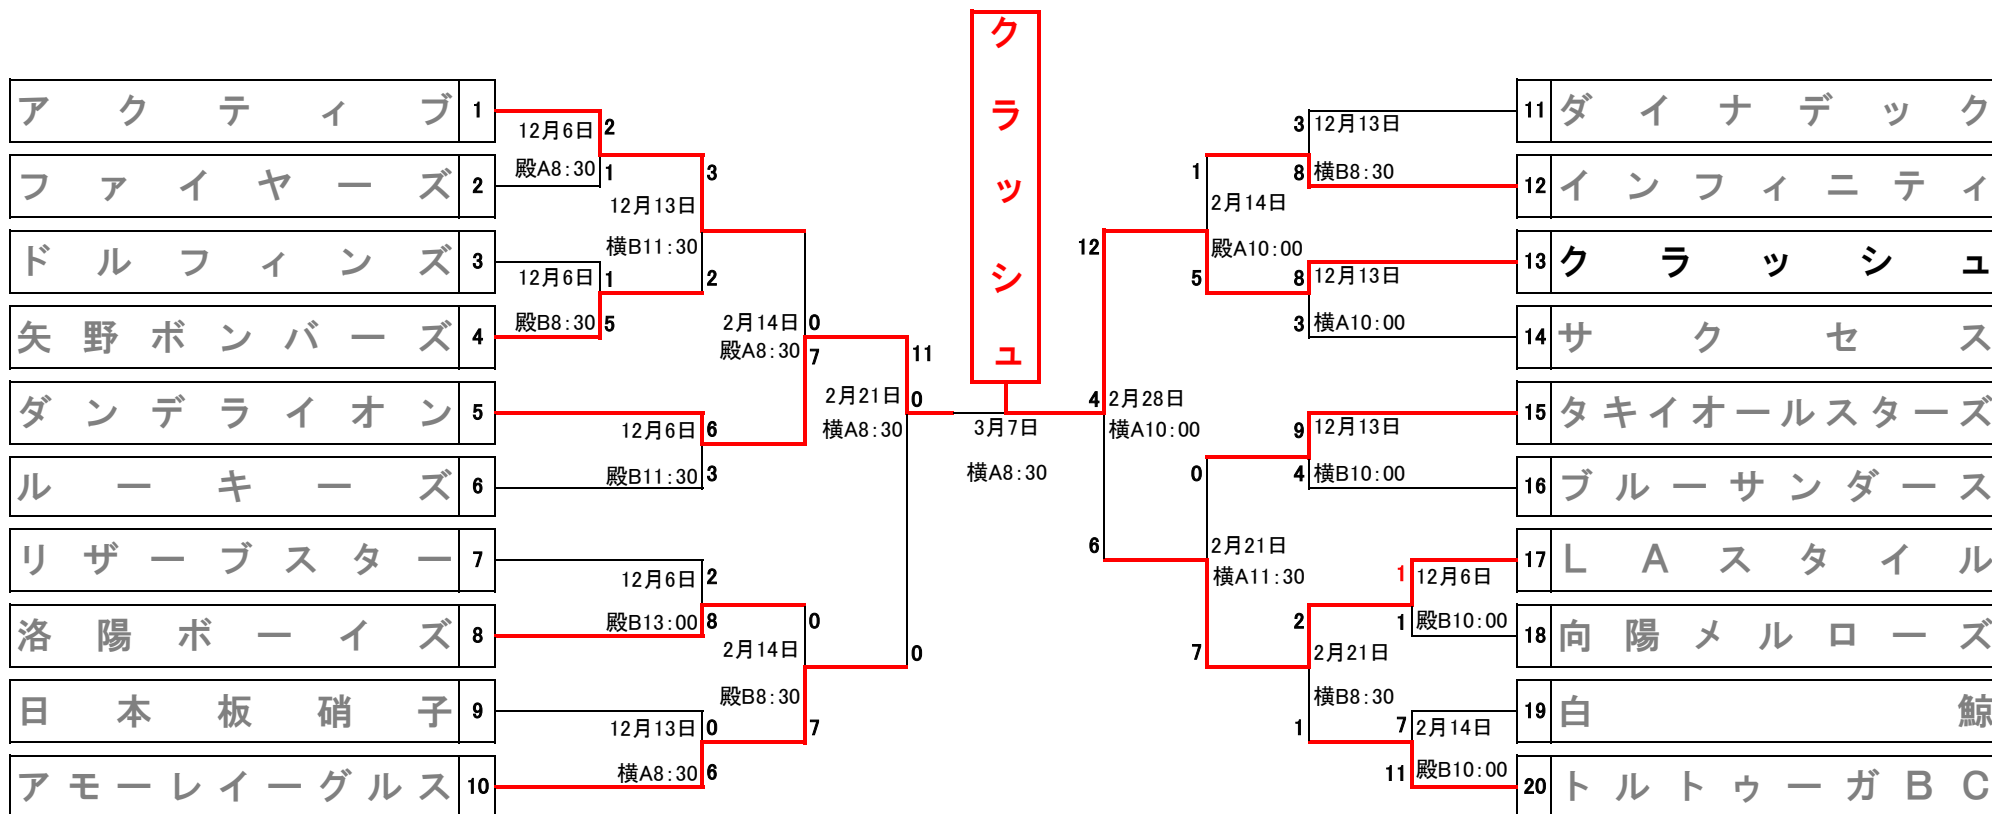 クラッシュ
アクティブ 1
ファイヤーズ 2
ドルフィンズ 3
矢野ボンバーズ 4
ダンデライオン 5
ルーキーズ 6
リザーブスター 7
洛陽ボーイズ 8
日本板硝子 9
アモーレイーグルス 10
12月6日 2
殿A8:30 1
12月6日 1
殿B8:30 5
12月13日 3
横B11:30 2
12月6日 6
殿B11:30 3
12月6日 2
殿B13:00 8
12月13日 0
横A8:30 6
2月14日 0
殿A8:30 7
2月14日 0
殿B8:30 7
11
2月21日 0
横A8:30
0
3月7日
横A8:30
4 2月28日
横A10:00
12
6
1
2月14日
殿A10:00
5
0
2月21日
横A11:30
7
3 12月13日
8 横B8:30
8 12月13日
3 横A10:00
9 12月13日
4 横B10:00
2
2月21日
横B8:30
1
1 12月6日
1 殿B10:00
7 2月14日
11 殿B10:00
11 ダイナデック
12 インフィニティ
13 クラッシュ
14 サクセス
15 タキイオールスターズ
16 ブルーサンダース
17 LAスタイル
18 向陽メルローズ
19 白鯨
20 トルトゥーガBC